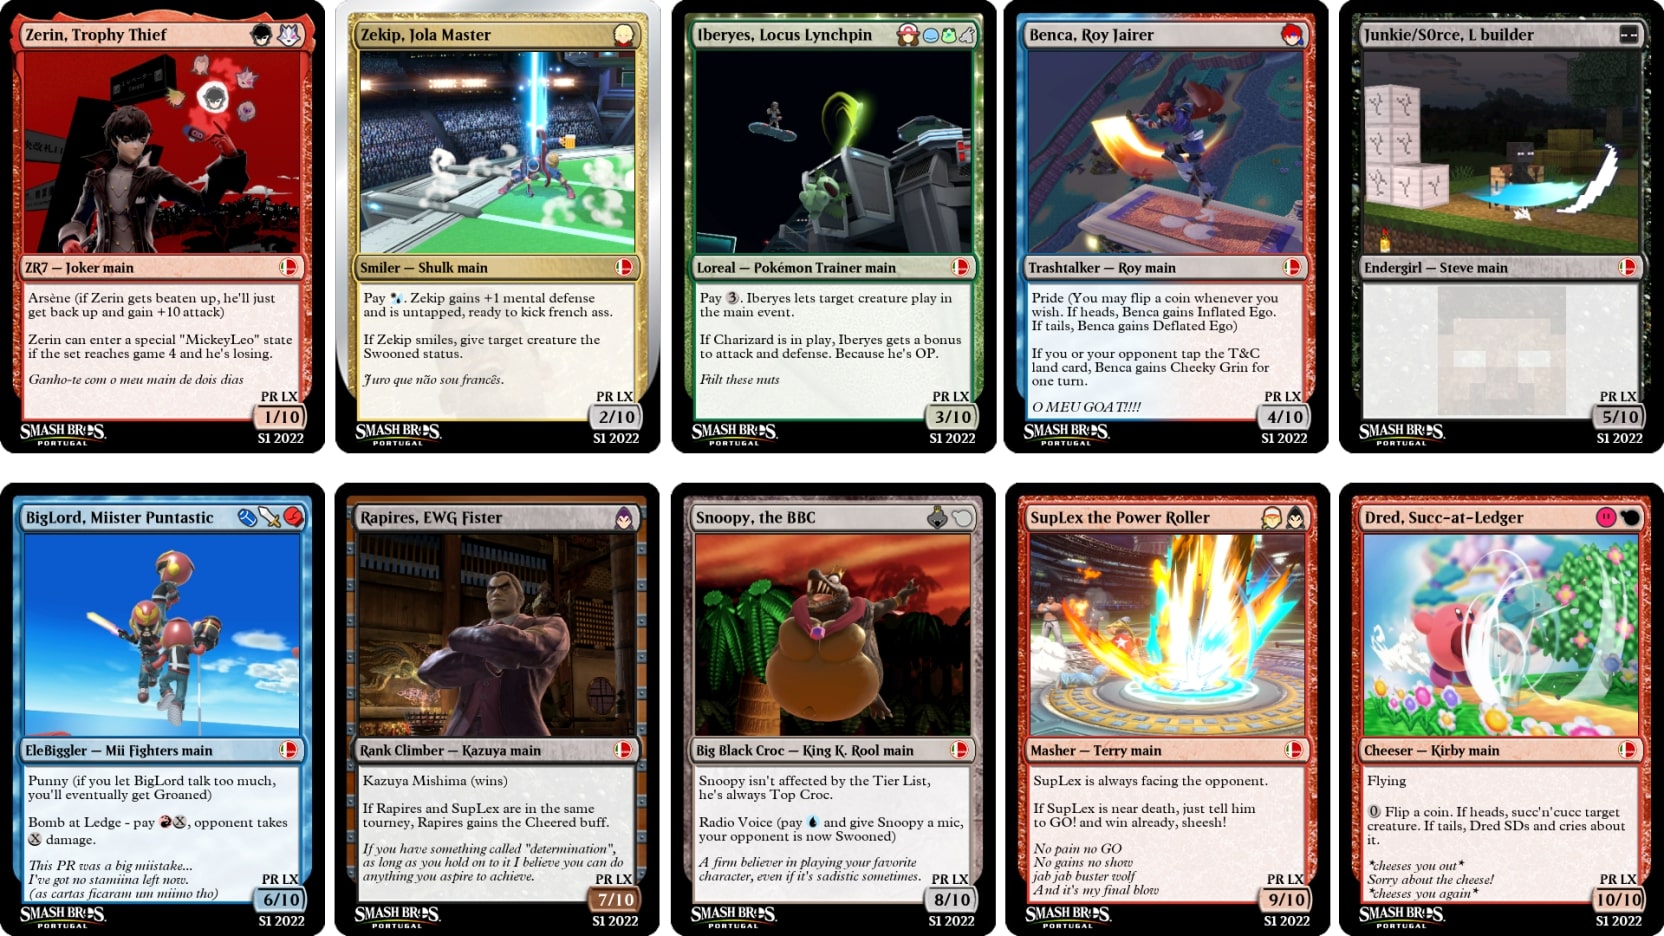 Zerin, Trophy Thief
ZR7 — Joker main
Arsène (if Zerin gets beaten up, he'll just
get back up and gain +10 attack)
Zerin can enter a special "MickeyLeo" state
if the set reaches game 4 and he's losing.
Ganho-te com o meu main de dois dias
PR LX
1/10
SMASH BROS.
PORTUGAL
S1 2022
Zekip, Jola Master
Smiler — Shulk main
Pay . Zekip gains +1 mental defense
and is untapped, ready to kick french ass.
If Zekip smiles, give target creature the
Swooned status.
Juro que não sou francês.
PR LX
2/10
SMASH BROS.
PORTUGAL
S1 2022
Iberyes, Locus Lynchpin
Loreal — Pokémon Trainer main
Pay 3. Iberyes lets target creature play in
the main event.
If Charizard is in play, Iberyes gets a bonus
to attack and defense. Because he's OP.
Fůlt these nuts
PR LX
3/10
SMASH BROS.
PORTUGAL
S1 2022
Benca, Roy Jairer
Trashtalker — Roy main
Pride (You may flip a coin whenever you
wish. If heads, Benca gains Inflated Ego.
If tails, Benca gains Deflated Ego)
If you or your opponent tap the T&C
land card, Benca gains Cheeky Grin for
one turn.
O MEU GOAT!!!!
PR LX
4/10
SMASH BROS.
PORTUGAL
S1 2022
Junkie/S0rce, L builder
Endergirl — Steve main
PR LX
5/10
SMASH BROS.
PORTUGAL
S1 2022
BigLord, Miister Puntastic
EleBiggler — Mii Fighters main
Punny (if you let BigLord talk too much,
you'll eventually get Groaned)
Bomb at Ledge - pay X, opponent takes
X damage.
This PR was a big miistake...
I've got no stamiina left now.
(as cartas ficaram um miimo tho)
PR LX
6/10
SMASH BROS.
PORTUGAL
S1 2022
Rapires, EWG Fister
Rank Climber — Kazuya main
Kazuya Mishima (wins)
If Rapires and SupLex are in the same
tourney, Rapires gains the Cheered buff.
If you have something called "determination",
as long as you hold on to it I believe you can do
anything you aspire to achieve.
PR LX
7/10
SMASH BROS.
PORTUGAL
S1 2022
Snoopy, the BBC
Big Black Croc — King K. Rool main
Snoopy isn't affected by the Tier List,
he's always Top Croc.
Radio Voice (pay and give Snoopy a mic,
your opponent is now Swooned)
A firm believer in playing your favorite
character, even if it's sadistic sometimes.
PR LX
8/10
SMASH BROS.
PORTUGAL
S1 2022
SupLex the Power Roller
Masher — Terry main
SupLex is always facing the opponent.
If SupLex is near death, just tell him
to GO! and win already, sheesh!
No pain no GO
No gains no show
jab jab buster wolf
And it's my final blow
PR LX
9/10
SMASH BROS.
PORTUGAL
S1 2022
Dred, Succ-at-Ledger
Cheeser — Kirby main
Flying
0 Flip a coin. If heads, succ'n'cucc target
creature. If tails, Dred SDs and cries about
it.
*cheeses you out*
Sorry about the cheese!
*cheeses you again*
PR LX
10/10
SMASH BROS.
PORTUGAL
S1 2022